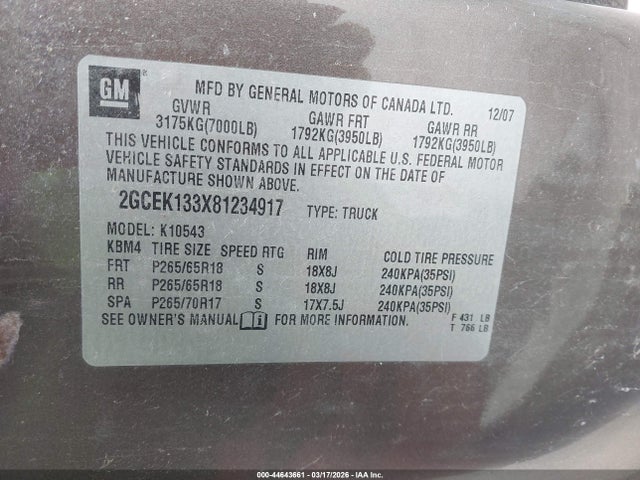 GM
MFD BY GENERAL MOTORS OF CANADA LTD. 12/07
GVWR GAWR FRT GAWR RR
3175KG(7000LB) 1792KG(3950LB) 1792KG(3950LB)
THIS VEHICLE CONFORMS TO ALL APPLICABLE U.S. FEDERAL MOTOR
VEHICLE SAFETY STANDARDS IN EFFECT ON THE DATE OF
MANUFACTURE SHOWN ABOVE.
2GCEK133X81234917 TYPE: TRUCK
MODEL: K10543
KBM4 TIRE SIZE SPEED RTG RIM COLD TIRE PRESSURE
FRT P265/65R18 S 18X8J 240KPA(35PSI)
RR P265/65R18 S 18X8J 240KPA(35PSI)
SPA P265/70R17 S 17X7.5J 240KPA(35PSI)
SEE OWNER'S MANUAL FOR MORE INFORMATION.
F 431 LB
T 766 LB
000-44643661 | 03/17/2026 — IAA Inc. (IAA)